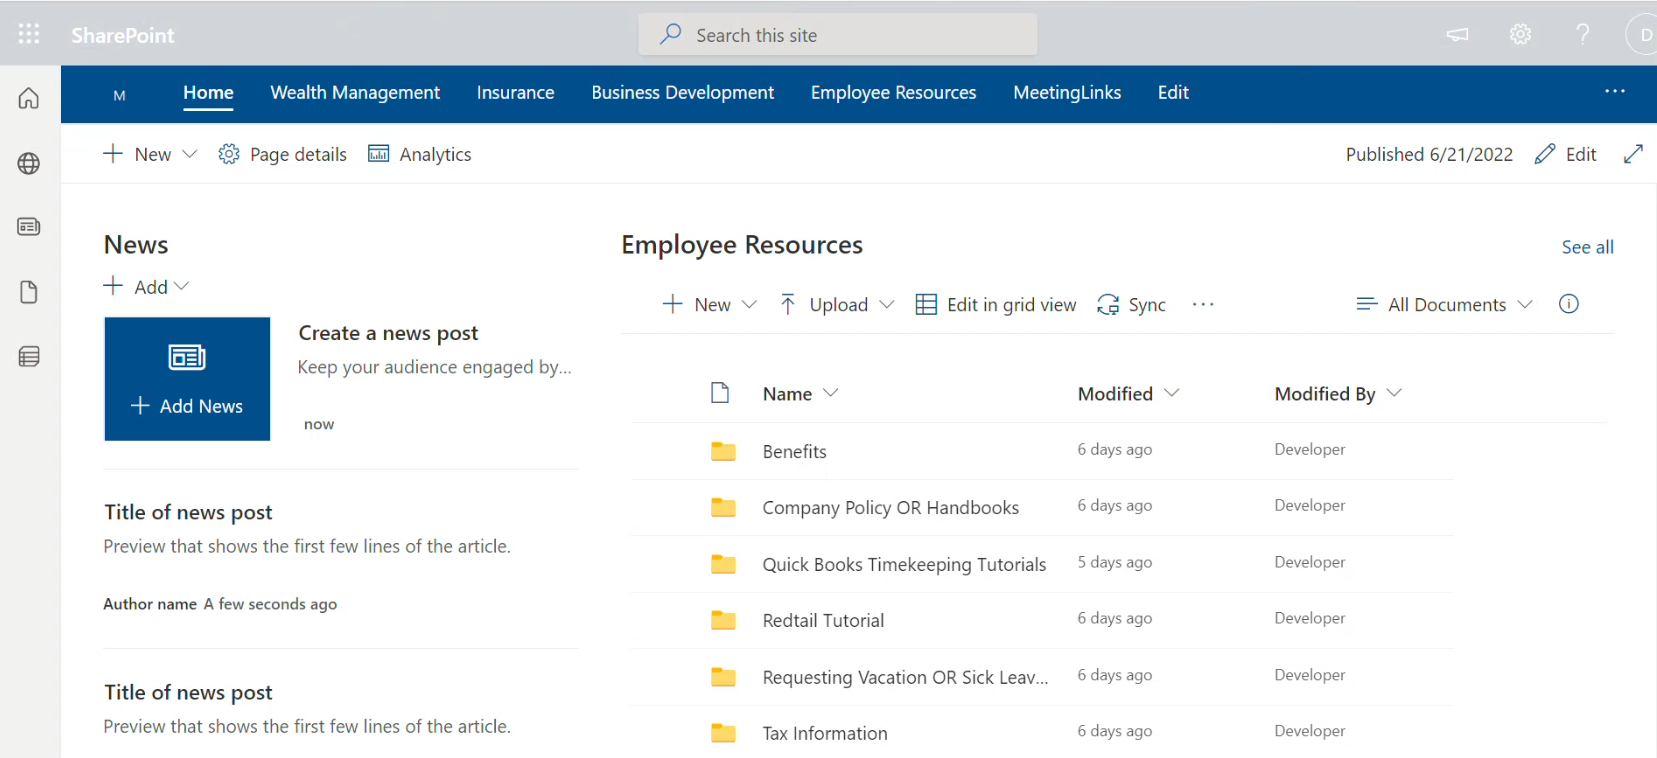 SharePoint
Search this site
?
D
M
Home Wealth Management Insurance Business Development Employee Resources MeetingLinks Edit
...
+ New Page details Analytics
Published 6/21/2022 Edit
News
+ Add
+ Add News
Create a news post
Keep your audience engaged by...
now
Title of news post
Preview that shows the first few lines of the article.
Author name A few seconds ago
Title of news post
Preview that shows the first few lines of the article.
Employee Resources
See all
+ New Upload Edit in grid view Sync ... All Documents
Name Modified Modified By
Benefits 6 days ago Developer
Company Policy OR Handbooks 6 days ago Developer
Quick Books Timekeeping Tutorials 5 days ago Developer
Redtail Tutorial 6 days ago Developer
Requesting Vacation OR Sick Leav... 6 days ago Developer
Tax Information 6 days ago Developer